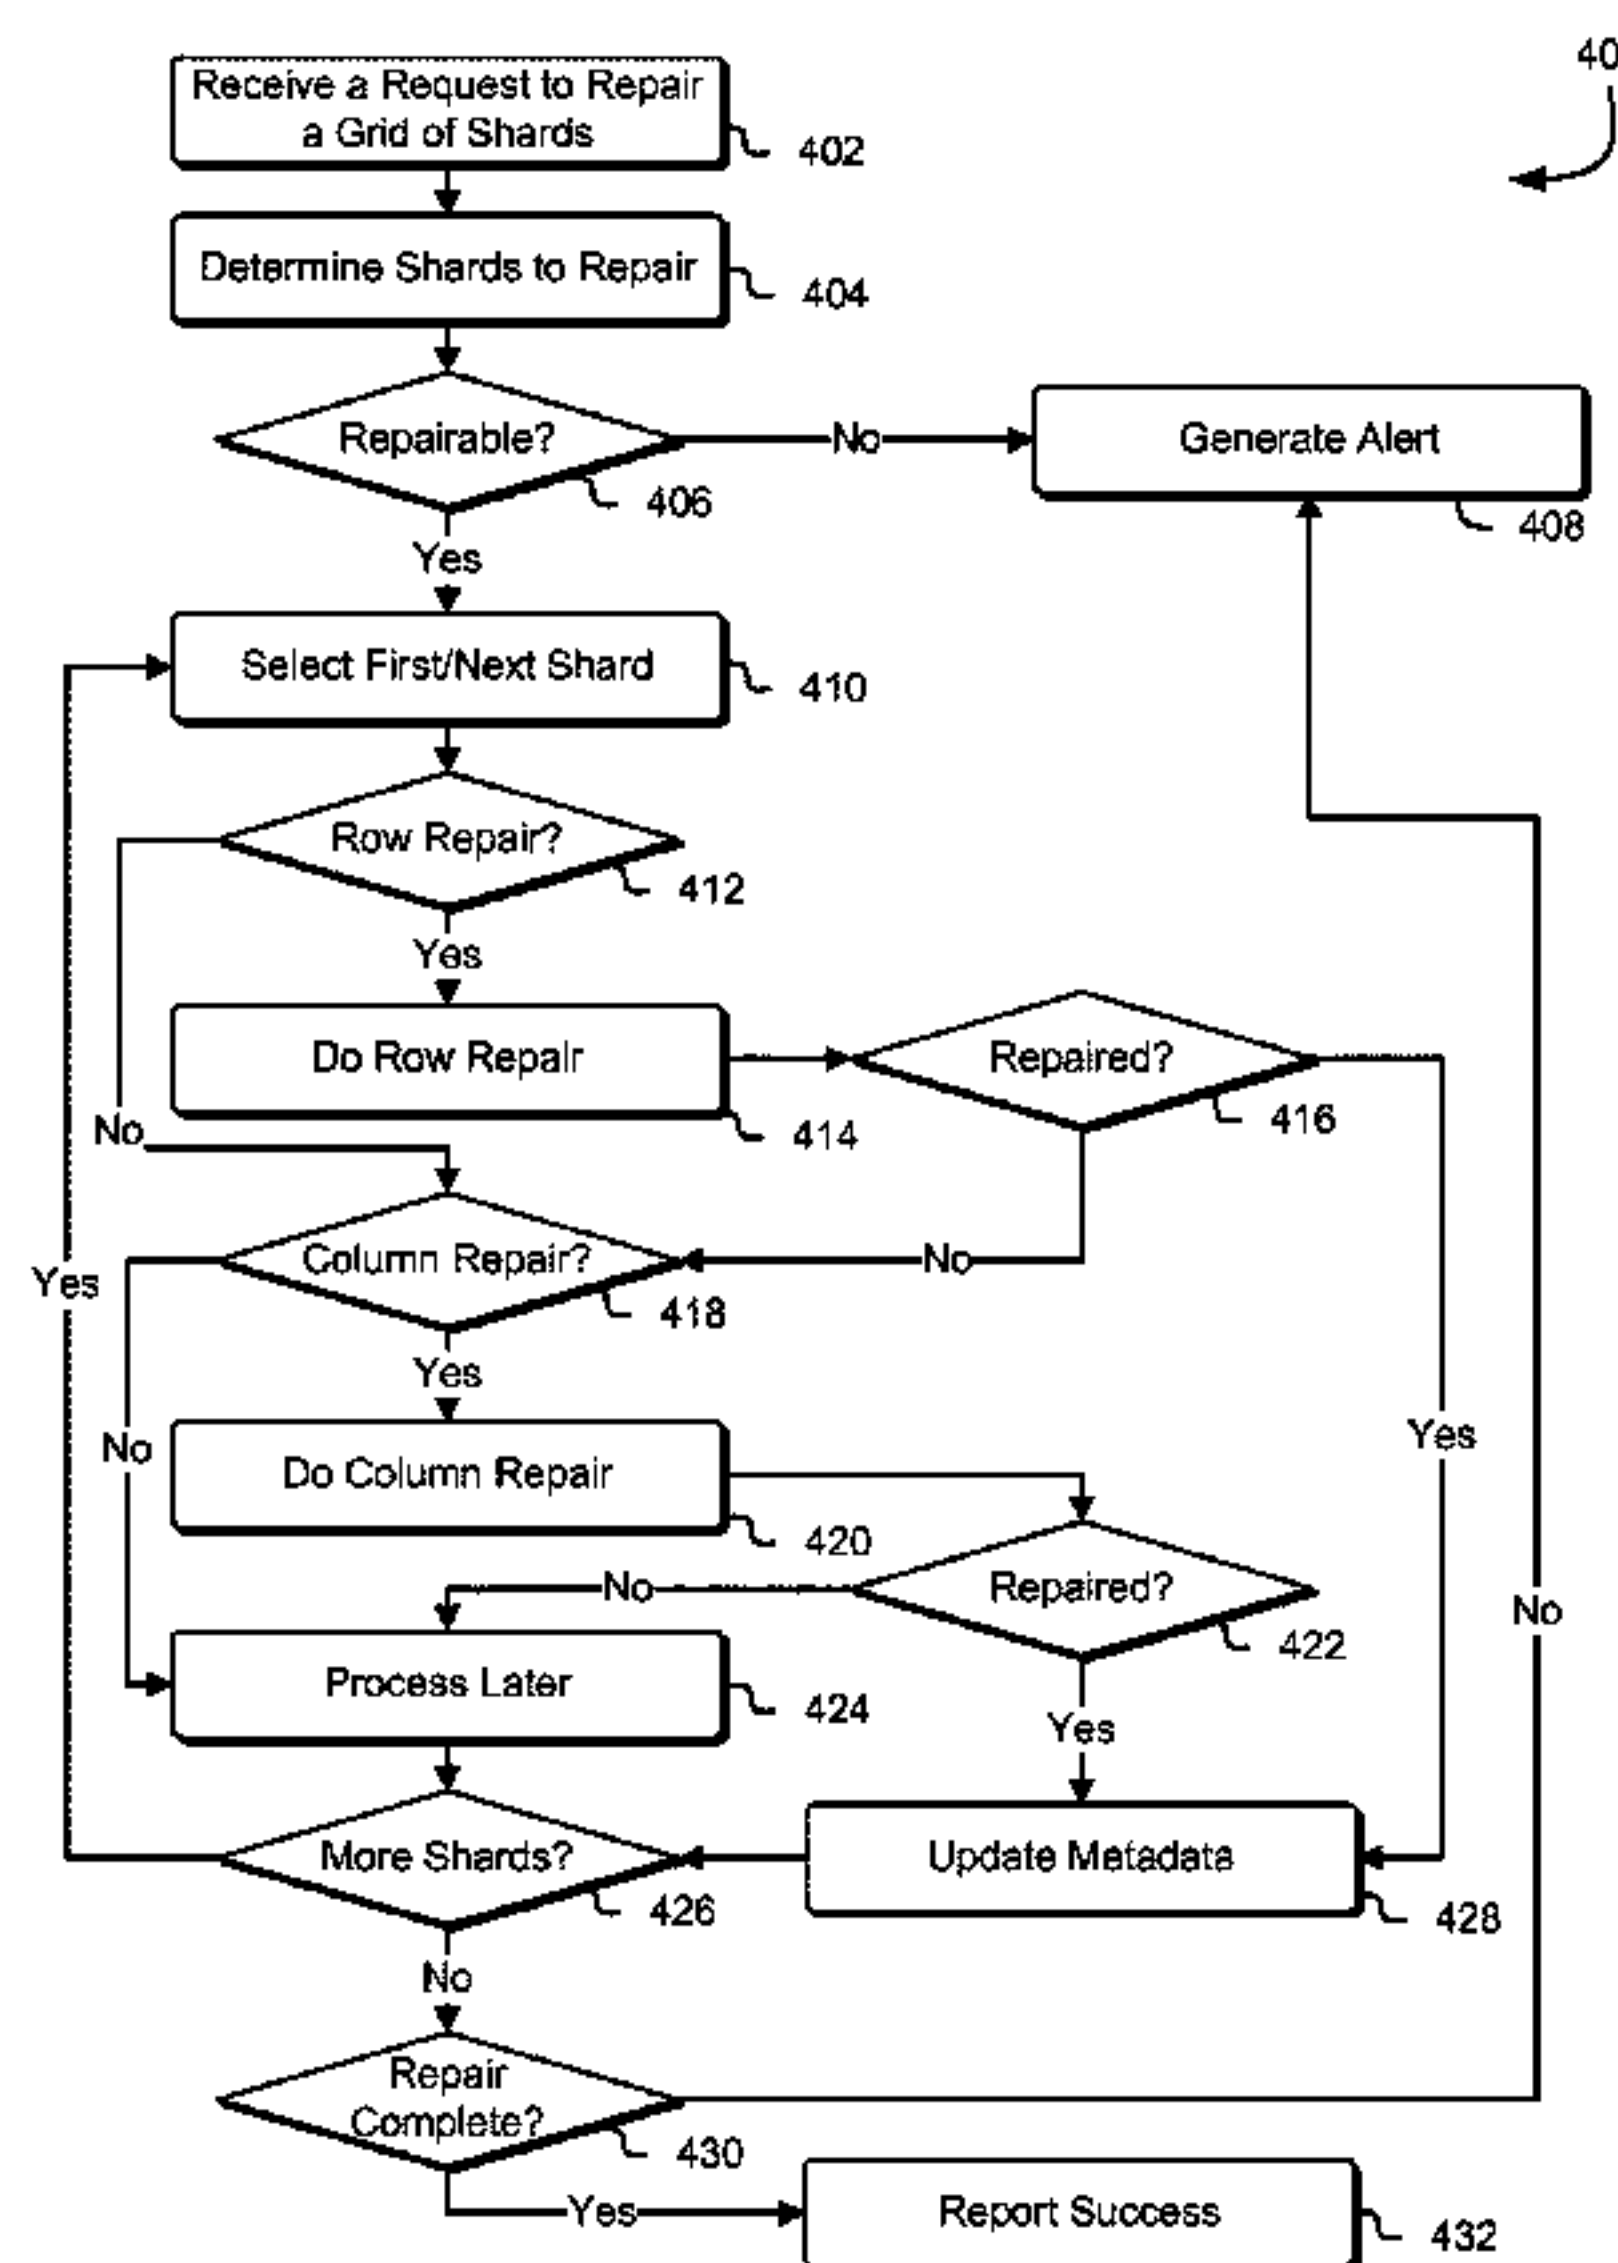 40
Receive a Request to Repair
a Grid of Shards
402
Determine Shards to Repair
404
Repairable?
No
Generate Alert
406
408
Yes
Select First/Next Shard
410
Row Repair?
412
Yes
Do Row Repair
Repaired?
416
No
414
Column Repair?
No
Yes
418
Yes
No
Yes
Do Column Repair
420
No
Repaired?
No
422
Process Later
424
Yes
More Shards?
Update Metadata
426
428
No
Repair
Complete?
430
Yes
Report Success
432